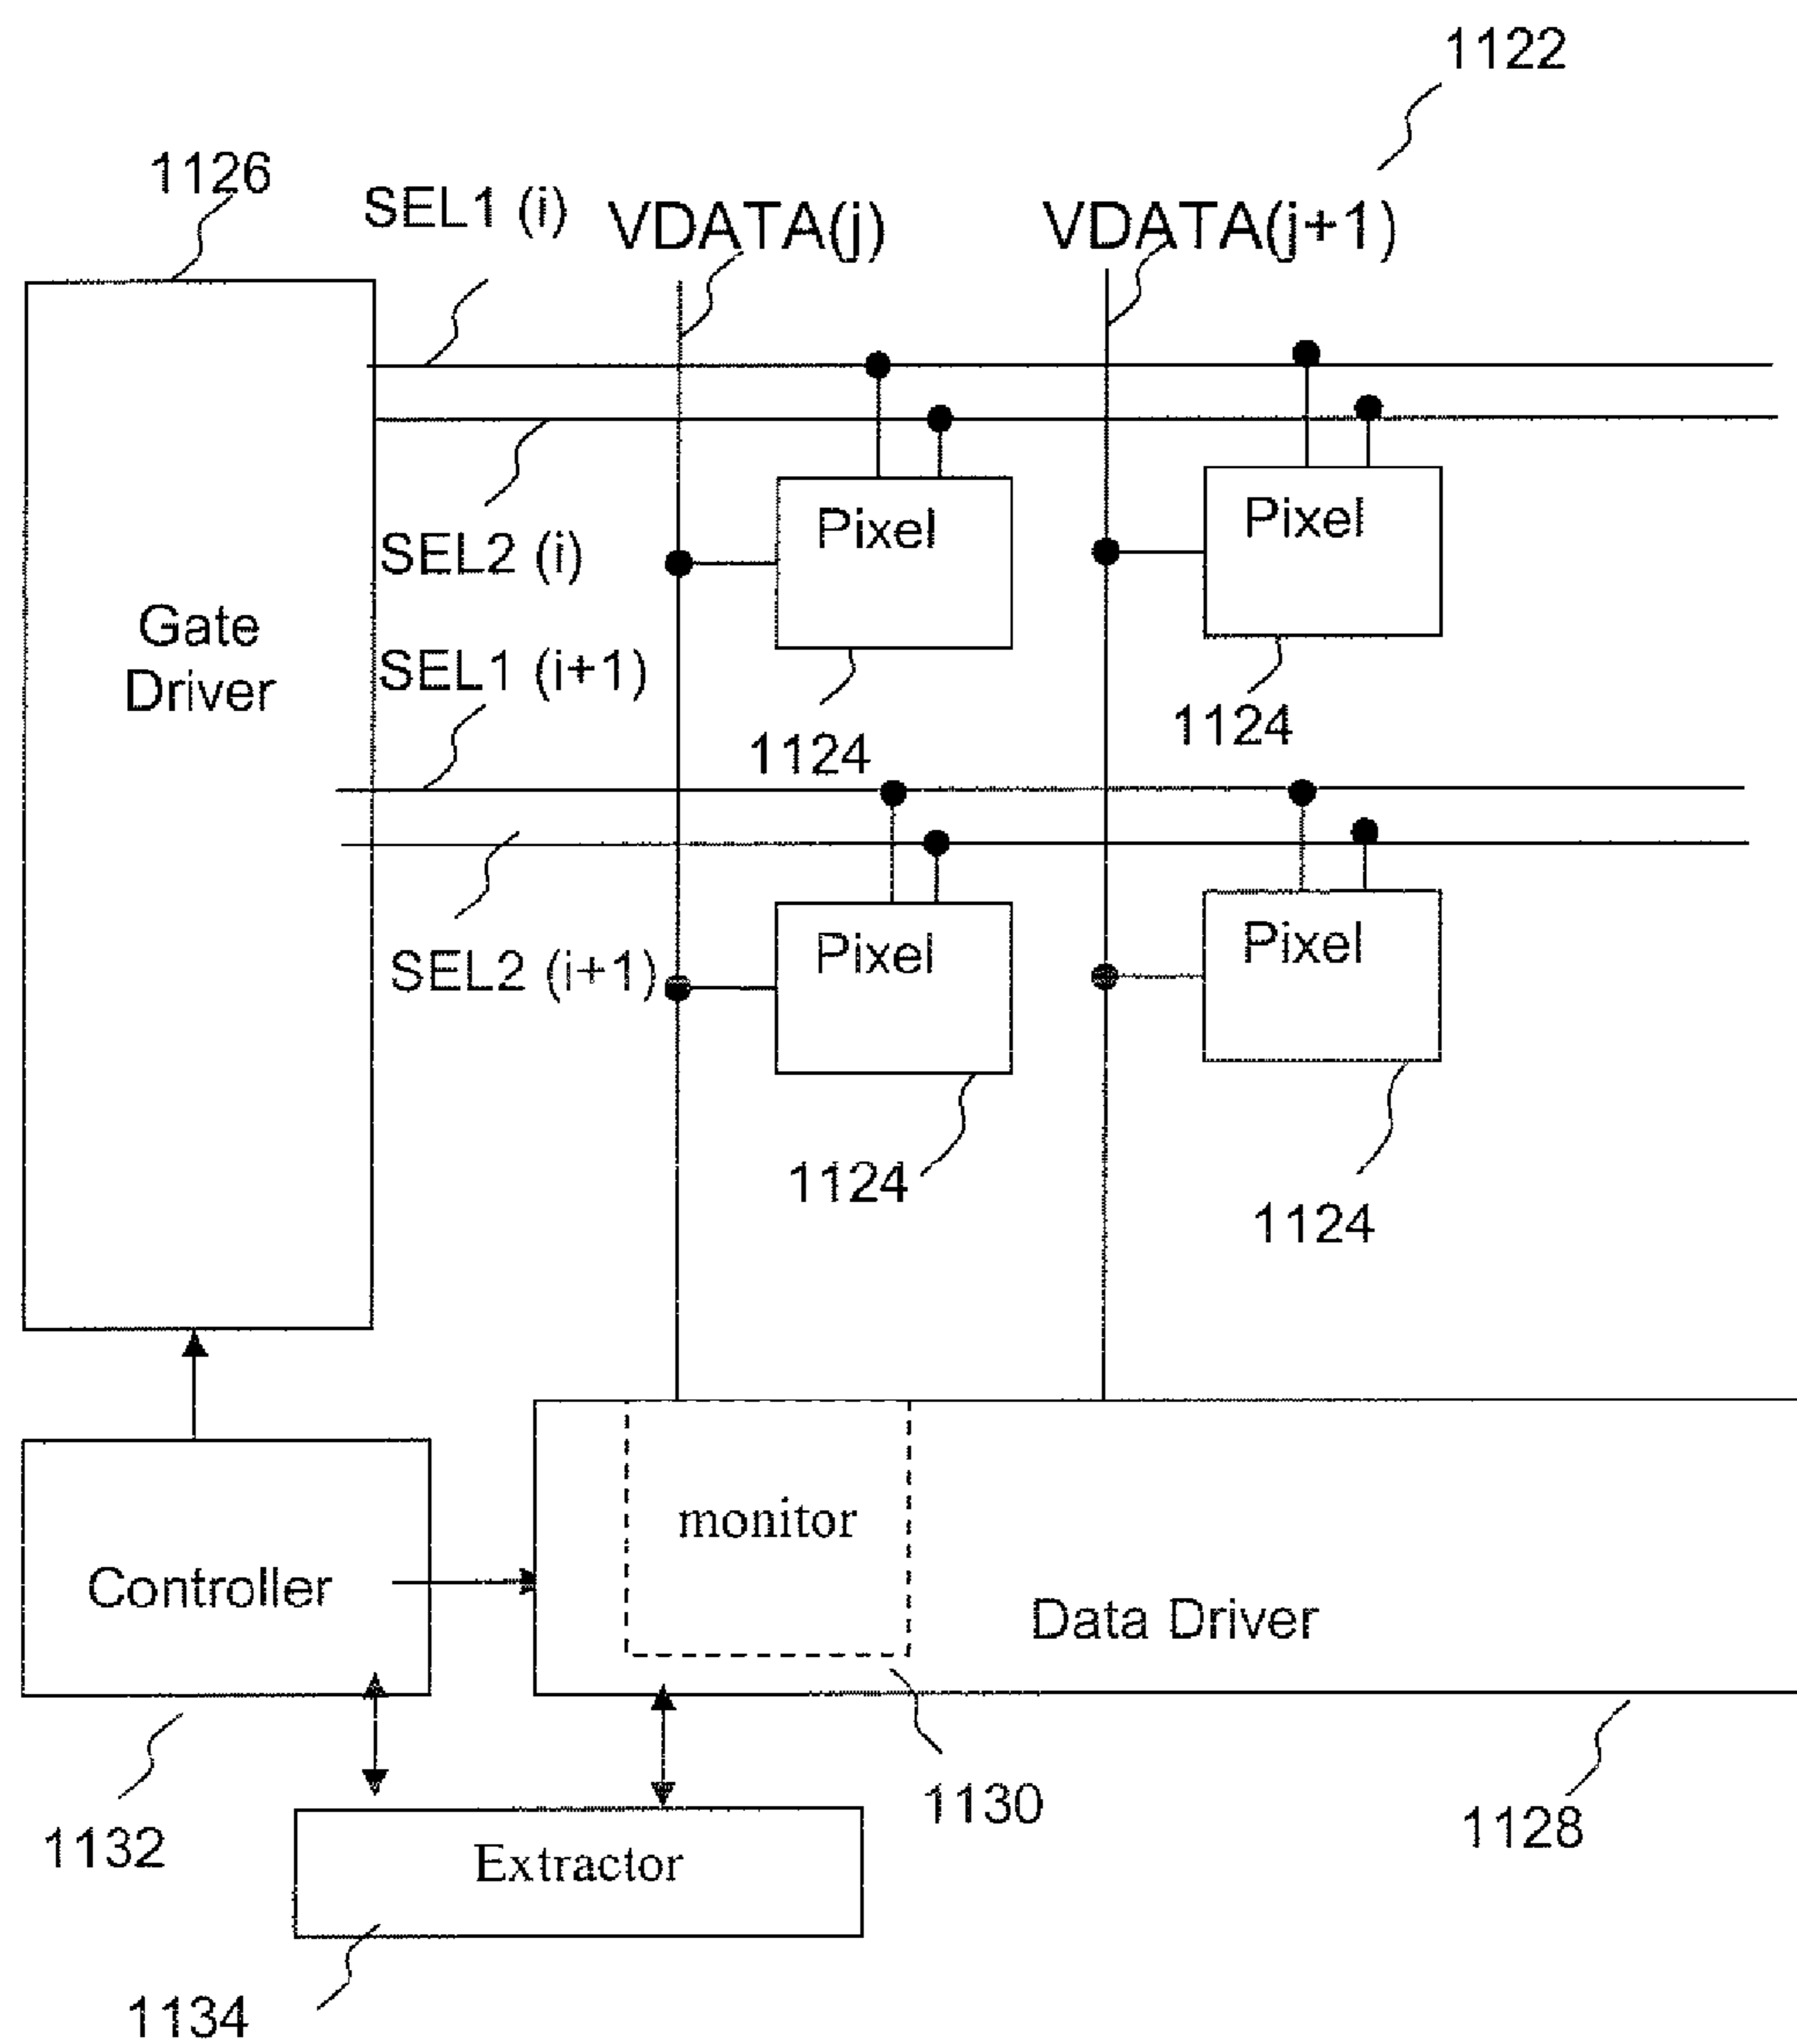 1122
1126
SEL1 (i)
VDATA(j)
VDATA(j+1)
Pixel
Pixel
SEL2 (i)
Gate
Driver
SEL1 (i+1)
1124
1124
Pixel
Pixel
SEL2 (i+1)
1124
1124
monitor
Controller
Data Driver
1130
1128
1132
Extractor
1134